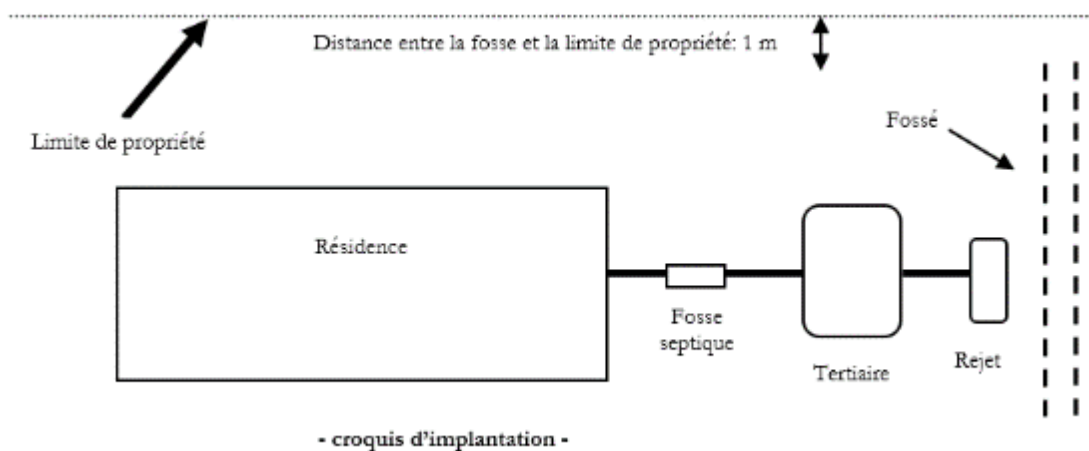 Distance entre la fosse et la limite de propriété: 1 m
Fossé
Limite de propriété
Résidence
Fosse
septique
Tertiaire
Rejet
- croquis d'implantation -